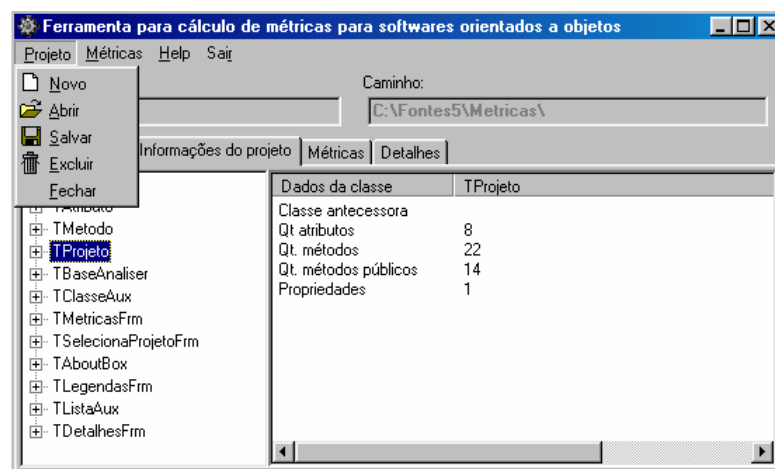 Ferramenta para cálculo de métricas para softwares orientados a objetos
Projeto Métricas Help Sair
Novo
Abrir
Salvar
Excluir
Fechar
Caminho:
C:\Fontes5\Metricas\
Informações do projeto Métricas Detalhes
TAtributo
TMetodo
TProjeto
TBaseAnaliser
TClasseAux
TMetricasFrm
TSelecionaProjetoFrm
TAboutBox
TLegendasFrm
TListaAux
TDetalhesFrm
Dados da classe TProjeto
Classe antecessora
Qt atributos 8
Qt. métodos 22
Qt. métodos públicos 14
Propriedades 1